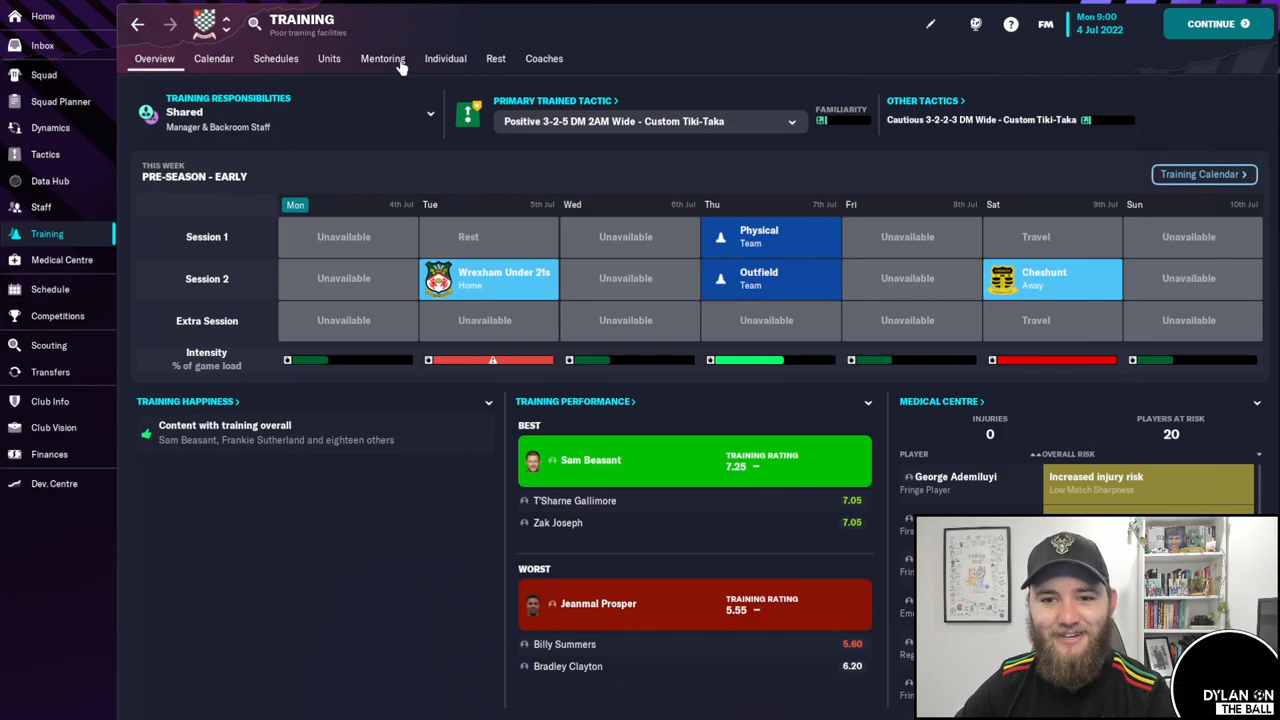 TRAINING
Poor training facilities
FM
Mon 9:00
4 Jul 2022
CONTINUE
Overview
Calendar
Schedules
Units
Mentoring
Individual
Rest
Coaches
Home
Inbox
Squad
Squad Planner
Dynamics
Tactics
Data Hub
Staff
Training
Medical Centre
Schedule
Competitions
Scouting
Transfers
Club Info
Club Vision
Finances
Dev. Centre
TRAINING RESPONSIBILITIES
Shared
Manager & Backroom Staff
PRIMARY TRAINED TACTIC
Positive 3-2-5 DM 2AM Wide - Custom Tiki-Taka
FAMILIARITY
OTHER TACTICS
Cautious 3-2-2-3 DM Wide - Custom Tiki-Taka
THIS WEEK
PRE-SEASON - EARLY
Training Calendar
Mon 4th Jul Tue 5th Jul Wed 6th Jul Thu 7th Jul Fri 8th Jul Sat 9th Jul Sun 10th Jul
Session 1 Unavailable Rest Unavailable Physical Team Unavailable Travel Unavailable
Session 2 Unavailable Wrexham Under 21s Home Unavailable Outfield Team Unavailable Cheshunt Away Unavailable
Extra Session Unavailable Unavailable Unavailable Unavailable Unavailable Travel Unavailable
Intensity
% of game load
TRAINING HAPPINESS
Content with training overall
Sam Beasant, Frankie Sutherland and eighteen others
TRAINING PERFORMANCE
BEST
Sam Beasant
TRAINING RATING
7.25 –
T'Sharne Gallimore 7.05
Zak Joseph 7.05
WORST
Jeanmal Prosper
TRAINING RATING
5.55 –
Billy Summers 5.60
Bradley Clayton 6.20
MEDICAL CENTRE
INJURIES
0
PLAYERS AT RISK
20
PLAYER OVERALL RISK
George Ademiluyi
Fringe Player
Increased injury risk
Low Match Sharpness
First
Frin
Frin
Eme
Reg
Frin
DYLAN ON
THE BALL